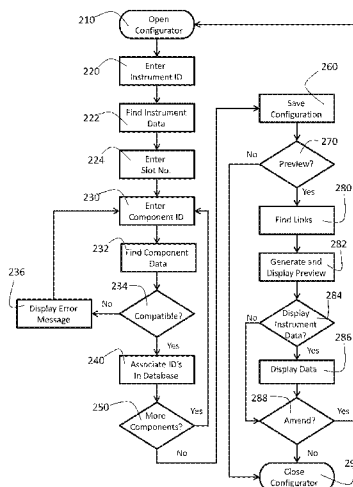 210
Open
Configurator
220
Enter
Instrument ID
222
Find Instrument
Data
224
Enter
Slot No.
230
Enter
Component ID
232
Find Component
Data
234
Compatible?
No
236
Display Error
Message
Yes
240
Associate ID's
In Database
250
More
Components?
Yes
No
260
Save
Configuration
270
Preview?
No
Yes
280
Find Links
282
Generate and
Display Preview
284
Display
Instrument
Data?
No
Yes
286
Display Data
288
Amend?
Yes
No
Close
Configurator